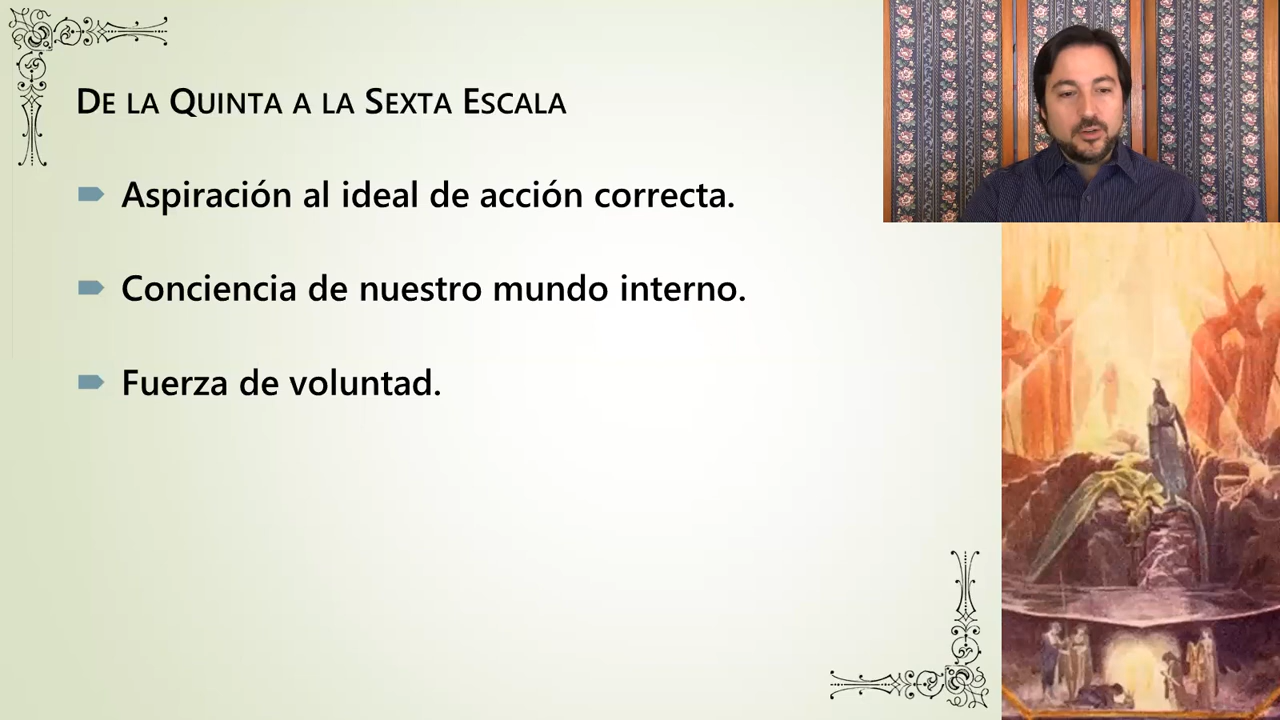 De la Quinta a la Sexta Escala
Aspiración al ideal de acción correcta.
Conciencia de nuestro mundo interno.
Fuerza de voluntad.